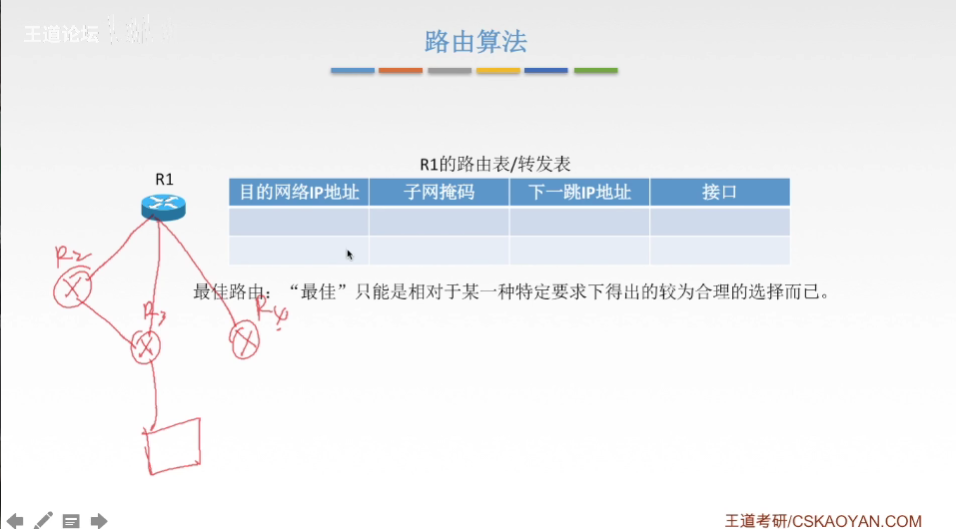 王道论坛
路由算法
R1的路由表/转发表
R1
目的网络IP地址 子网掩码 下一跳IP地址 接口
R2
最佳路由：“最佳”只能是相对于某一种特定要求下得出的较为合理的选择而已。
R3
R4
王道考研/CSKAOYAN.COM